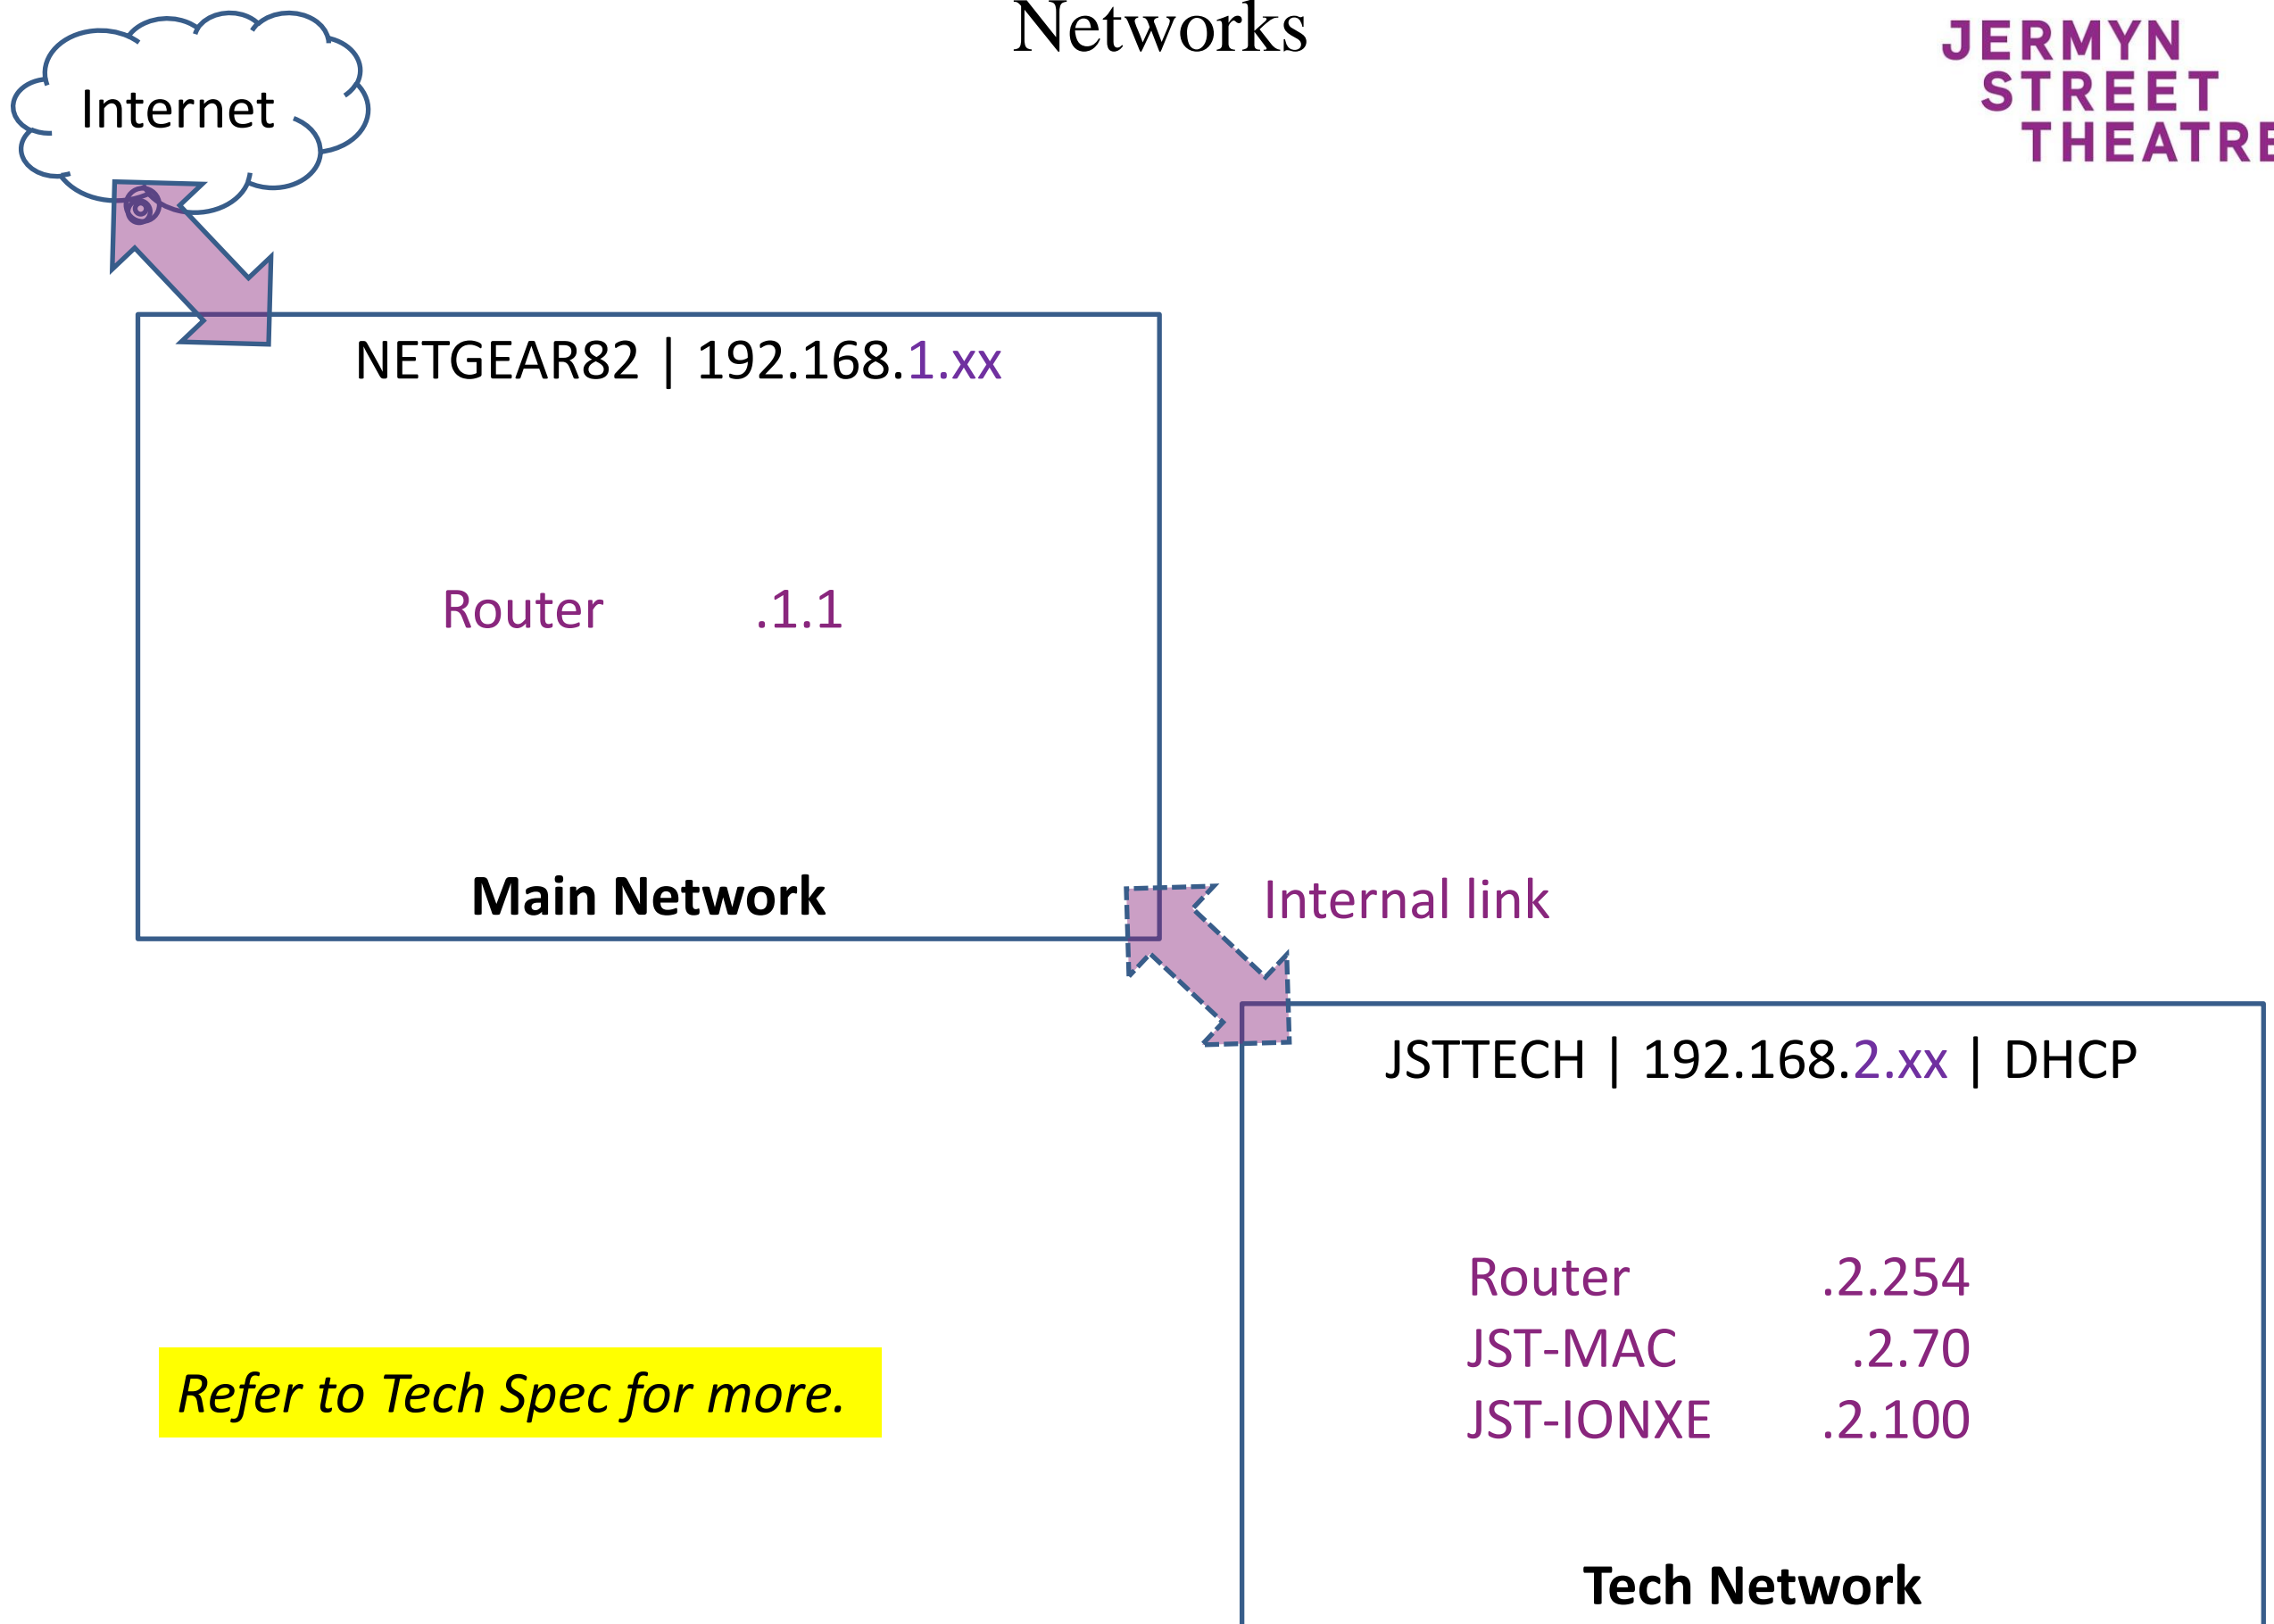 Networks
JERMYN
STREET
THEATRE
Internet
NETGEAR82 | 192.168.1.xx
Router .1.1
Main Network
Internal link
JSTTECH | 192.168.2.xx | DHCP
Router .2.254
JST-MAC .2.70
JST-IONXE .2.100
Refer to Tech Spec for more.
Tech Network